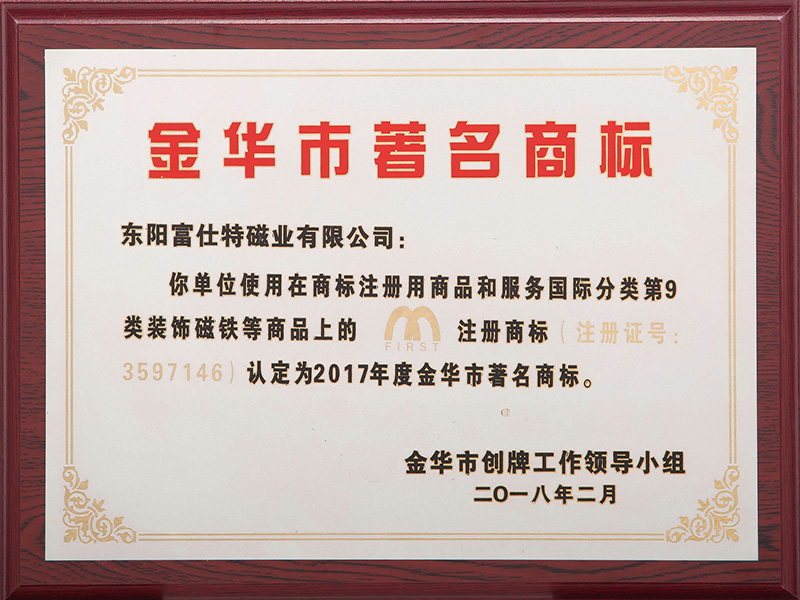 金华市著名商标
东阳富仕特磁业有限公司：
你单位使用在商标注册用商品和服务国际分类第9
类装饰磁铁等商品上的 FIRST 注册商标（注册证号：
3597146）认定为2017年度金华市著名商标。
金华市创牌工作领导小组
二〇一八年二月